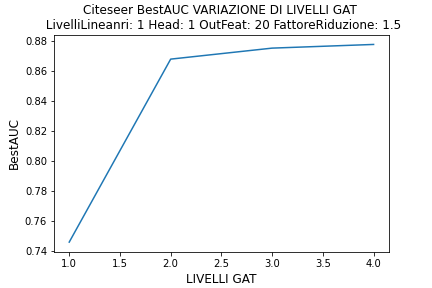 Citeseer BestAUC VARIAZIONE DI LIVELLI GAT
LivelliLineanri: 1 Head: 1 OutFeat: 20 FattoreRiduzione: 1.5
0.88
0.86
0.84
0.82
0.80
0.78
0.76
0.74
BestAUC
1.0 1.5 2.0 2.5 3.0 3.5 4.0
LIVELLI GAT